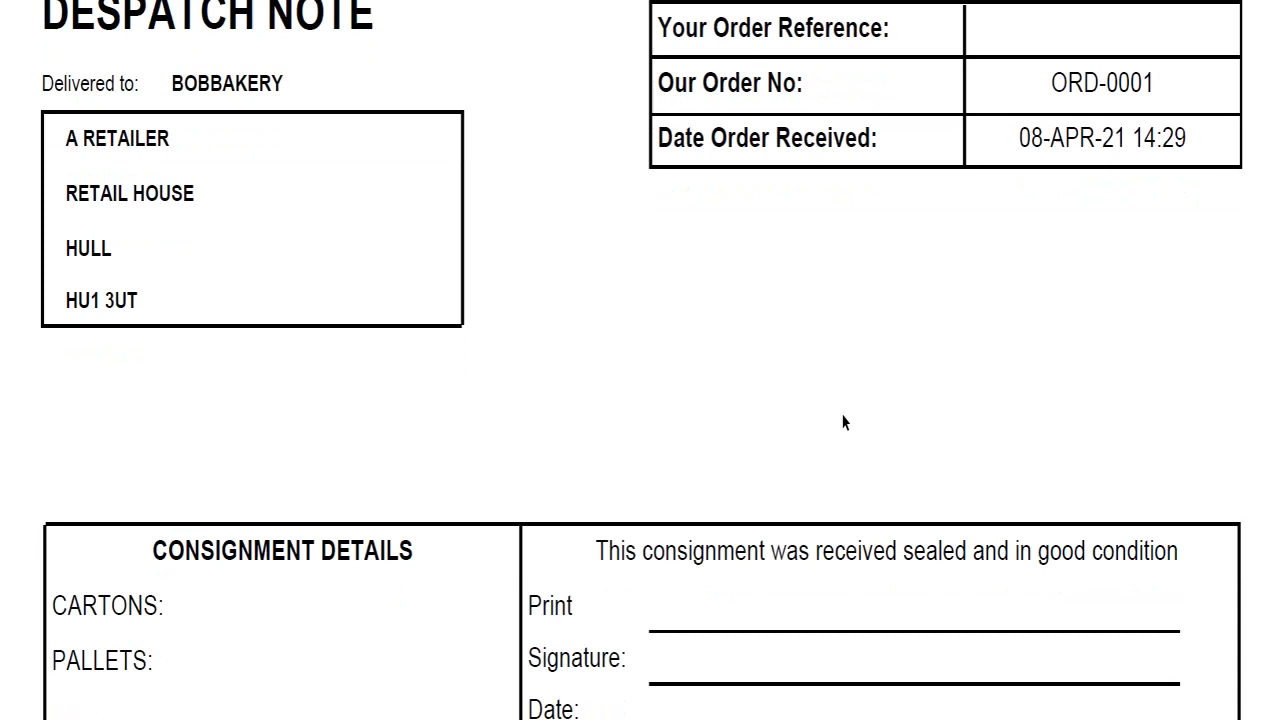 DESPATCH NOTE
Delivered to: BOBBAKERY
A RETAILER
RETAIL HOUSE
HULL
HU1 3UT
Your Order Reference:
Our Order No: ORD-0001
Date Order Received: 08-APR-21 14:29
CONSIGNMENT DETAILS
CARTONS:
PALLETS:
This consignment was received sealed and in good condition
Print
Signature:
Date: